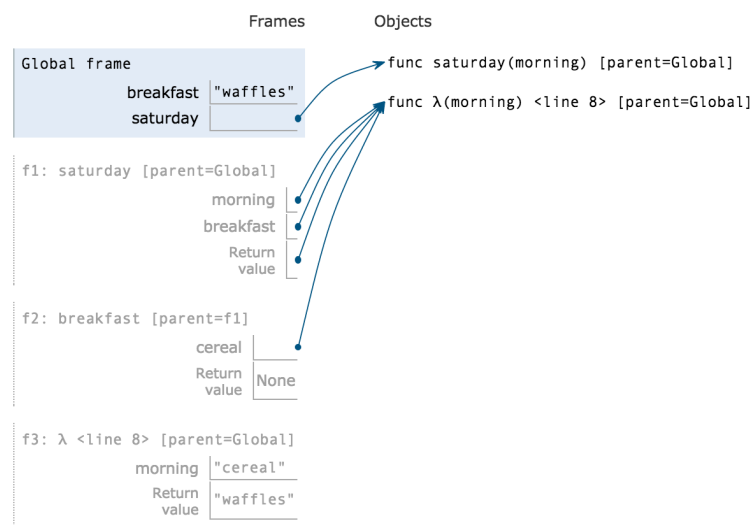 Frames Objects
Global frame
breakfast "waffles"
saturday
func saturday(morning) [parent=Global]
func λ(morning) <line 8> [parent=Global]
f1: saturday [parent=Global]
morning
breakfast
Return
value
f2: breakfast [parent=f1]
cereal
Return
value None
f3: λ <line 8> [parent=Global]
morning "cereal"
Return
value "waffles"